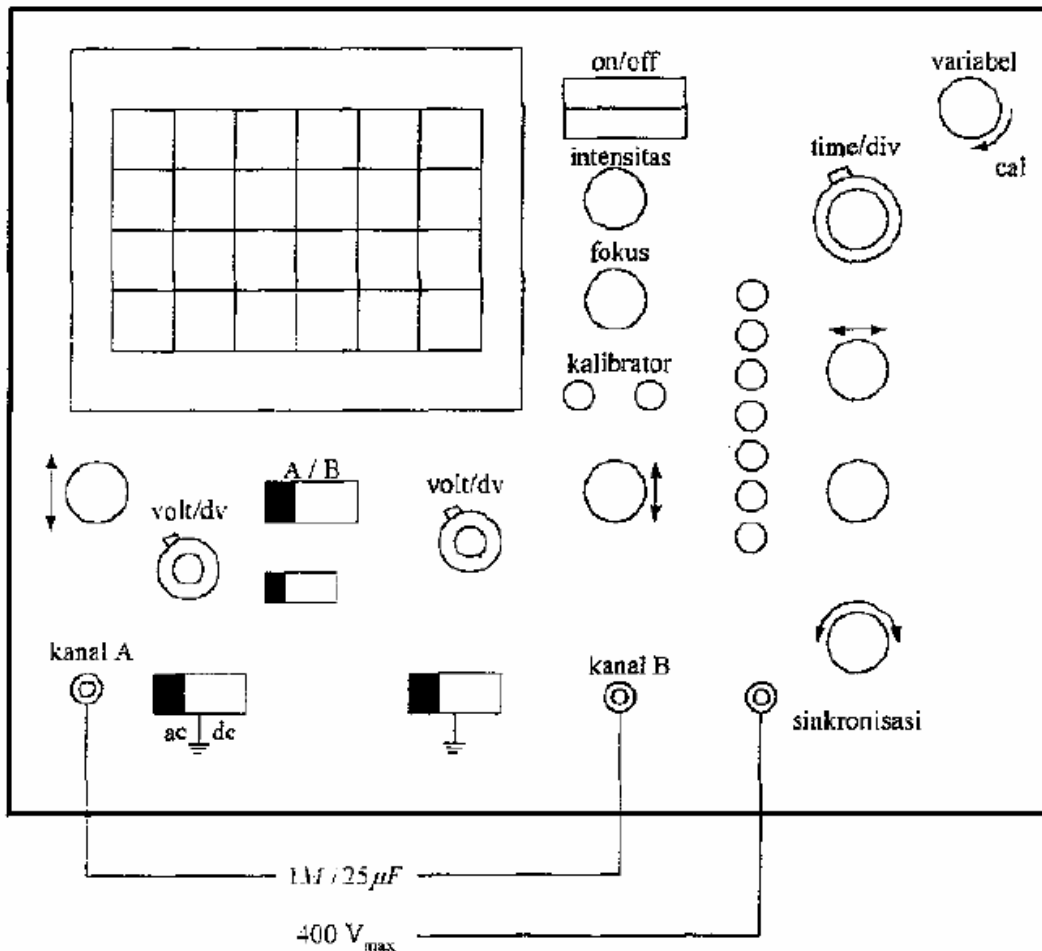 on/off
variabel
intensitas
time/div
cal
fokus
kalibrator
A / B
volt/dv
volt/dv
kanal A
kanal B
ac dc
sinkronisasi
1M / 25μF
400 Vmax